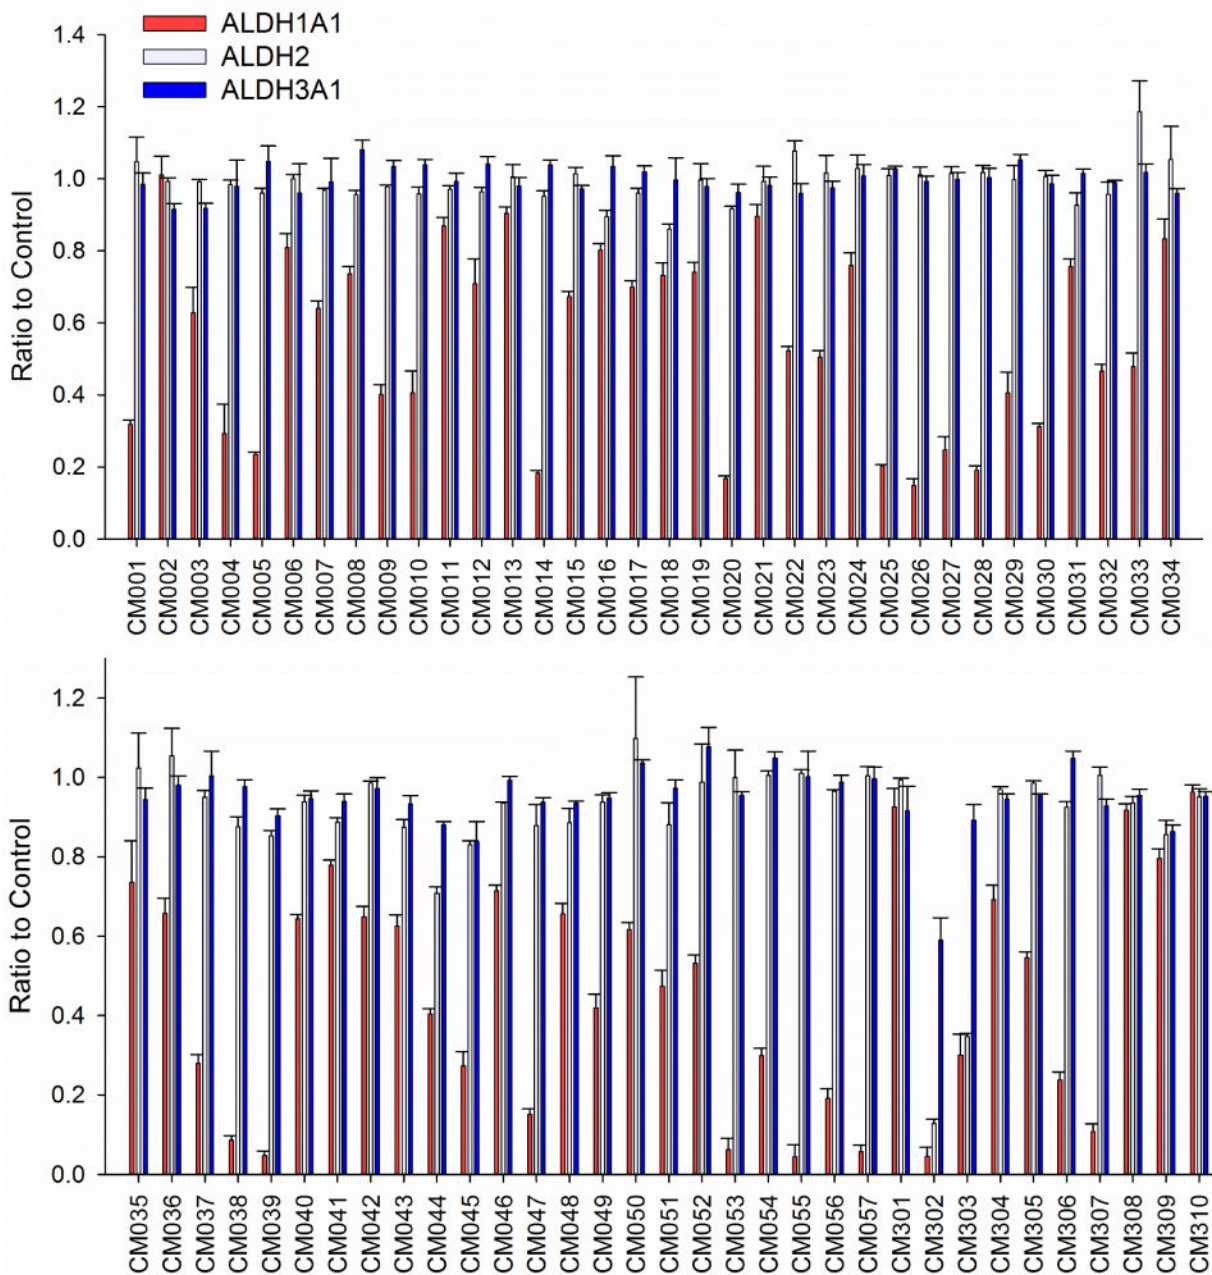 ALDH1A1
ALDH2
ALDH3A1
Ratio to Control
1.4
1.2
1.0
0.8
0.6
0.4
0.2
0.0
CM001
CM002
CM003
CM004
CM005
CM006
CM007
CM008
CM009
CM010
CM011
CM012
CM013
CM014
CM015
CM016
CM017
CM018
CM019
CM020
CM021
CM022
CM023
CM024
CM025
CM026
CM027
CM028
CM029
CM030
CM031
CM032
CM033
CM034
Ratio to Control
1.2
1.0
0.8
0.6
0.4
0.2
0.0
CM035
CM036
CM037
CM038
CM039
CM040
CM041
CM042
CM043
CM044
CM045
CM046
CM047
CM048
CM049
CM050
CM051
CM052
CM053
CM054
CM055
CM056
CM057
CM301
CM302
CM303
CM304
CM305
CM306
CM307
CM308
CM309
CM310